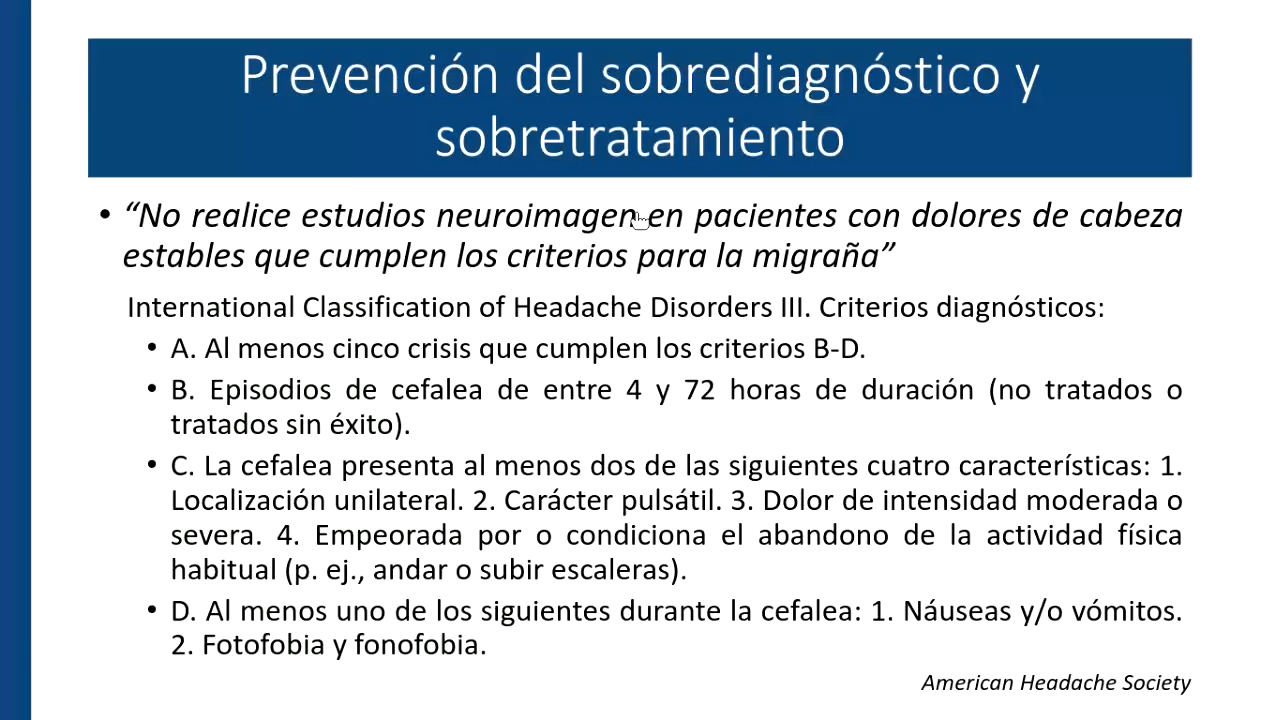 Prevención del sobrediagnóstico y
sobretratamiento
• “No realice estudios neuroimagen en pacientes con dolores de cabeza
estables que cumplen los criterios para la migraña”
International Classification of Headache Disorders III. Criterios diagnósticos:
• A. Al menos cinco crisis que cumplen los criterios B-D.
• B. Episodios de cefalea de entre 4 y 72 horas de duración (no tratados o
tratados sin éxito).
• C. La cefalea presenta al menos dos de las siguientes cuatro características: 1.
Localización unilateral. 2. Carácter pulsátil. 3. Dolor de intensidad moderada o
severa. 4. Empeorada por o condiciona el abandono de la actividad física
habitual (p. ej., andar o subir escaleras).
• D. Al menos uno de los siguientes durante la cefalea: 1. Náuseas y/o vómitos.
2. Fotofobia y fonofobia.
American Headache Society